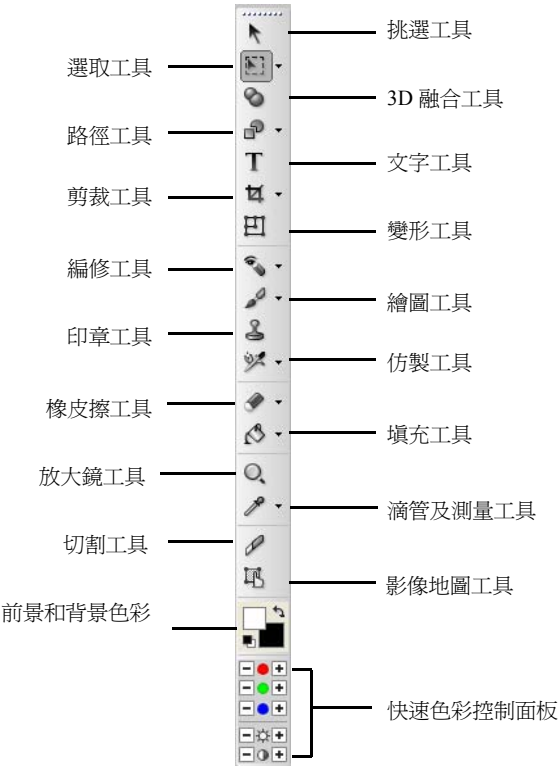 挑選工具
選取工具
3D 融合工具
路徑工具
文字工具
剪裁工具
變形工具
編修工具
繪圖工具
印章工具
仿製工具
橡皮擦工具
填充工具
放大鏡工具
滴管及測量工具
切割工具
影像地圖工具
前景和背景色彩
快速色彩控制面板